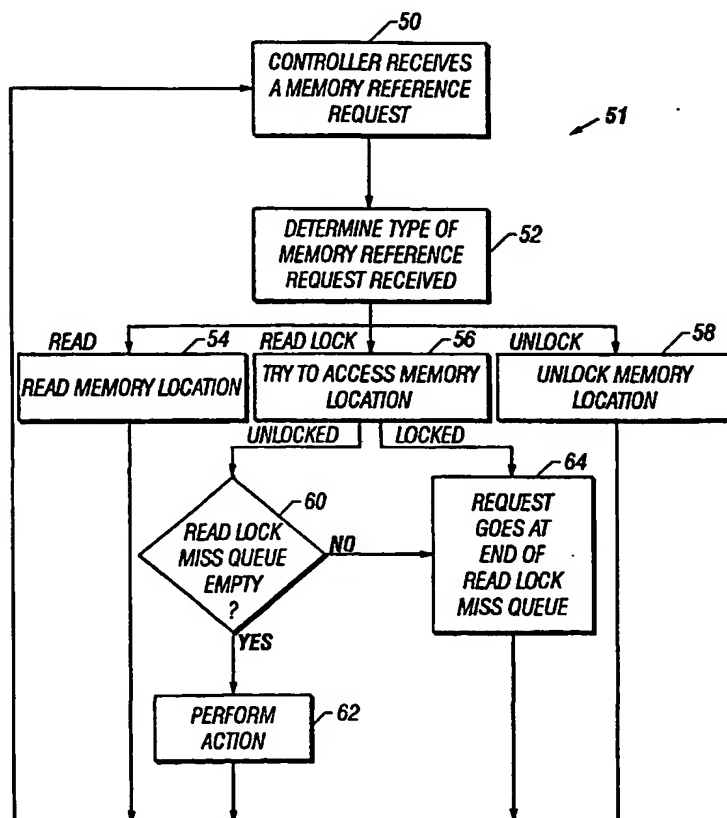 50
CONTROLLER RECEIVES
A MEMORY REFERENCE
REQUEST
51
DETERMINE TYPE OF
MEMORY REFERENCE
REQUEST RECEIVED
52
READ
54
READ LOCK
56
UNLOCK
58
READ MEMORY LOCATION
TRY TO ACCESS MEMORY
LOCATION
UNLOCK MEMORY
LOCATION
UNLOCKED
LOCKED
60
READ LOCK
MISS QUEUE
EMPTY
?
NO
YES
64
REQUEST
GOES AT
END OF
READ LOCK
MISS QUEUE
PERFORM
ACTION
62